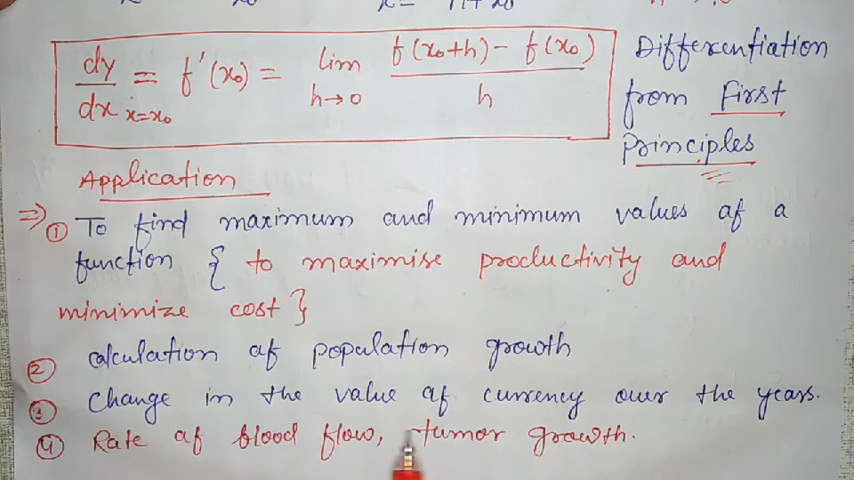 dy/dx x=x₀ = f'(x₀) = lim h→0 f(x₀+h) - f(x₀) / h
Differentiation
from First
Principles
Application
⇒ ① To find maximum and minimum values of a
function { to maximise productivity and
minimize cost }
② calculation of population growth
③ Change in the value of currency over the years.
④ Rate of blood flow, tumor growth.